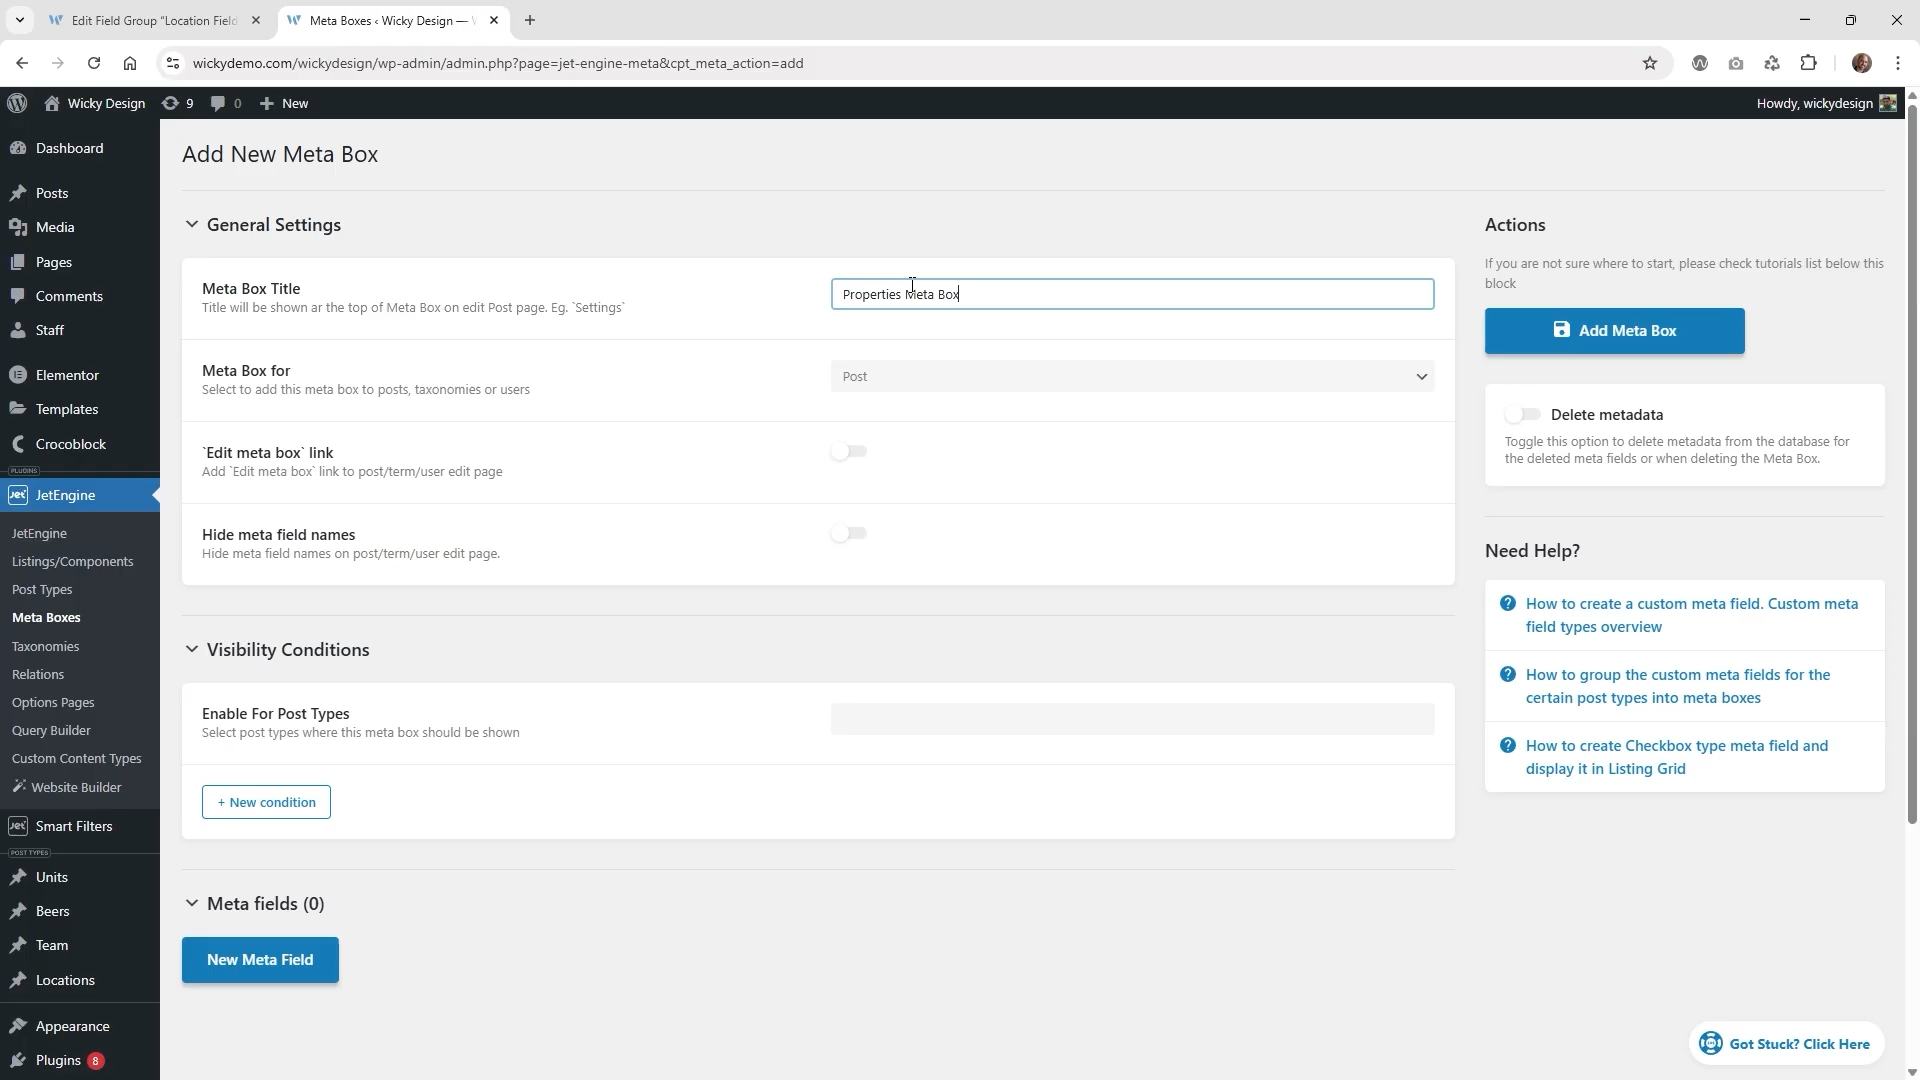 Edit Field Group “Location Field
Meta Boxes ‹ Wicky Design —
wickydemo.com/wickydesign/wp-admin/admin.php?page=jet-engine-meta&cpt_meta_action=add
Wicky Design
9
0
New
Howdy, wickydesign
Dashboard
Posts
Media
Pages
Comments
Staff
Elementor
Templates
Crocoblock
PLUGINS
JetEngine
JetEngine
Listings/Components
Post Types
Meta Boxes
Taxonomies
Relations
Options Pages
Query Builder
Custom Content Types
Website Builder
Smart Filters
POST TYPES
Units
Beers
Team
Locations
Appearance
Plugins 8
Add New Meta Box
General Settings
Meta Box Title
Title will be shown ar the top of Meta Box on edit Post page. Eg. `Settings`
Properties Meta Box
Meta Box for
Select to add this meta box to posts, taxonomies or users
Post
`Edit meta box` link
Add `Edit meta box` link to post/term/user edit page
Hide meta field names
Hide meta field names on post/term/user edit page.
Visibility Conditions
Enable For Post Types
Select post types where this meta box should be shown
+ New condition
Meta fields (0)
New Meta Field
Actions
If you are not sure where to start, please check tutorials list below this
block
Add Meta Box
Delete metadata
Toggle this option to delete metadata from the database for
the deleted meta fields or when deleting the Meta Box.
Need Help?
How to create a custom meta field. Custom meta
field types overview
How to group the custom meta fields for the
certain post types into meta boxes
How to create Checkbox type meta field and
display it in Listing Grid
Got Stuck? Click Here